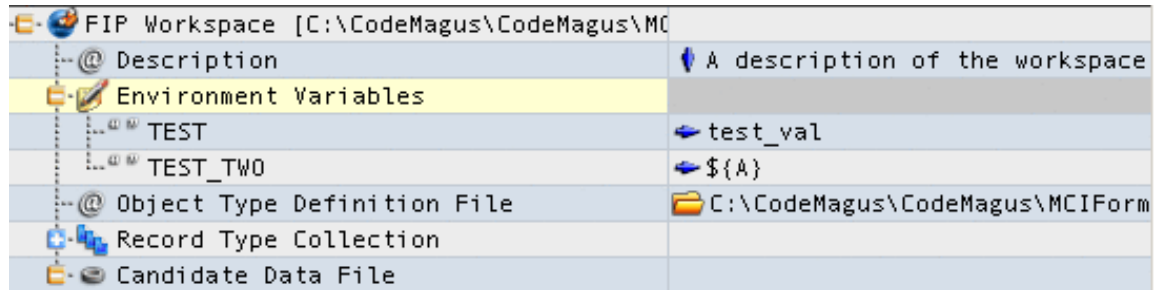 FIP Workspace [C:\CodeMagus\CodeMagus\MC
Description A description of the workspace
Environment Variables
TEST test_val
TEST_TWO ${A}
Object Type Definition File C:\CodeMagus\CodeMagus\MCIForm
Record Type Collection
Candidate Data File